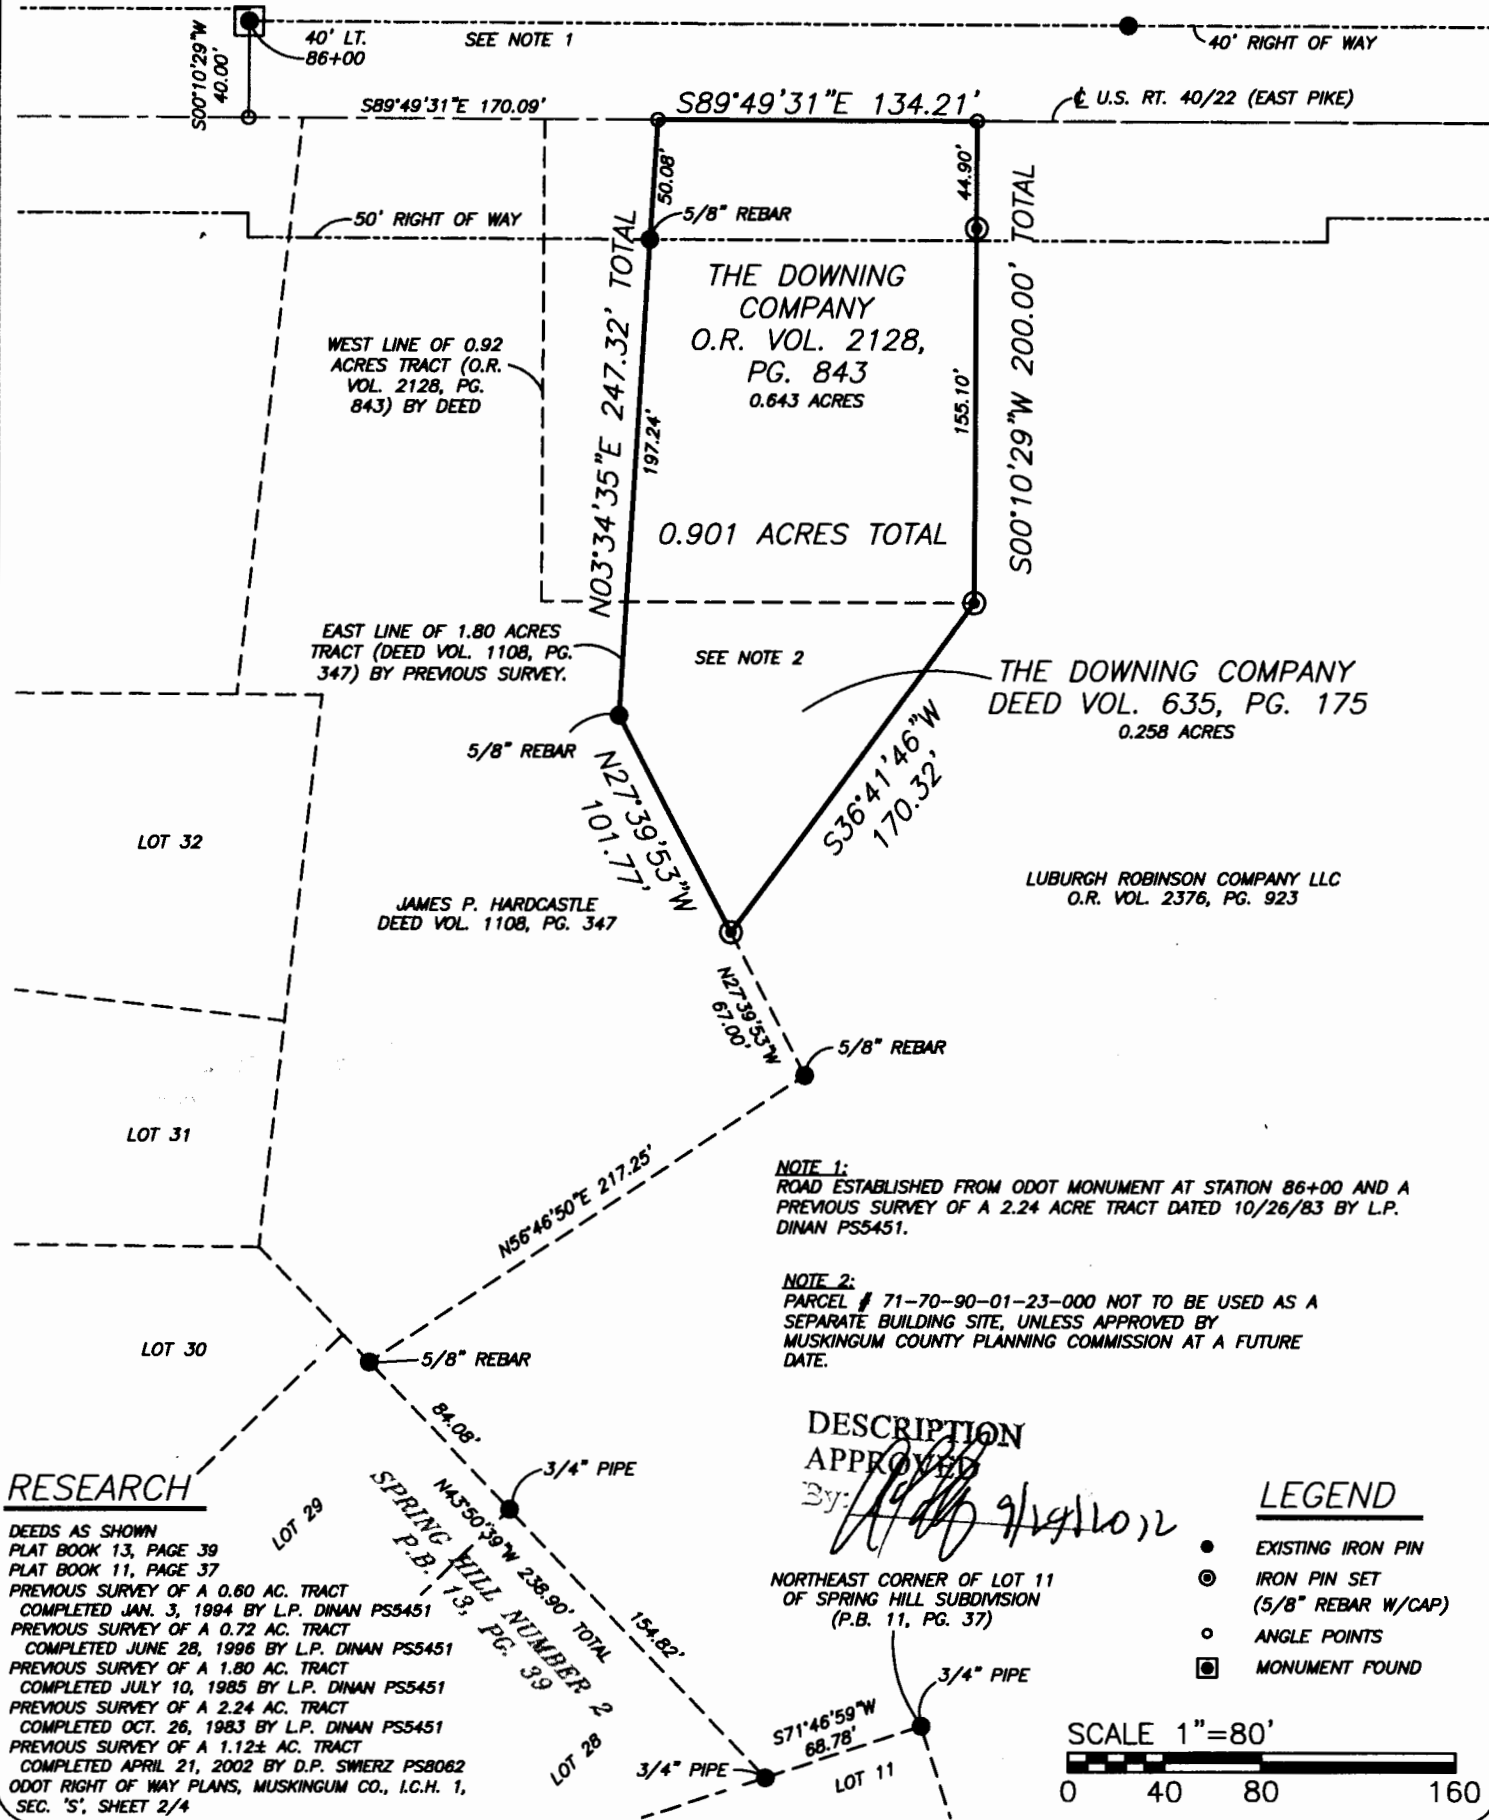 40' LT.
86+00
SEE NOTE 1
40' RIGHT OF WAY
S00°10'29"W
40.00'
S89°49'31"E 170.09'
S89°49'31"E 134.21'
℄ U.S. RT. 40/22 (EAST PIKE)
50.08'
44.90'
5/8" REBAR
50' RIGHT OF WAY
N03°34'35"E 247.32' TOTAL
197.24'
S00°10'29"W 200.00' TOTAL
155.10'
THE DOWNING
COMPANY
O.R. VOL. 2128,
PG. 843
0.643 ACRES
WEST LINE OF 0.92
ACRES TRACT (O.R.
VOL. 2128, PG.
843) BY DEED
0.901 ACRES TOTAL
EAST LINE OF 1.80 ACRES
TRACT (DEED VOL. 1108, PG.
347) BY PREVIOUS SURVEY.
SEE NOTE 2
THE DOWNING COMPANY
DEED VOL. 635, PG. 175
0.258 ACRES
5/8" REBAR
N27°39'53"W
101.77'
S36°41'46"W
170.32'
LOT 32
JAMES P. HARDCASTLE
DEED VOL. 1108, PG. 347
LUBURGH ROBINSON COMPANY LLC
O.R. VOL. 2376, PG. 923
N27°39'53"W
67.00'
5/8" REBAR
LOT 31
N56°46'50"E 217.25'
NOTE 1:
ROAD ESTABLISHED FROM ODOT MONUMENT AT STATION 86+00 AND A
PREVIOUS SURVEY OF A 2.24 ACRE TRACT DATED 10/26/83 BY L.P.
DINAN PS5451.
NOTE 2:
PARCEL # 71-70-90-01-23-000 NOT TO BE USED AS A
SEPARATE BUILDING SITE, UNLESS APPROVED BY
MUSKINGUM COUNTY PLANNING COMMISSION AT A FUTURE
DATE.
LOT 30
5/8" REBAR
84.08'
3/4" PIPE
N43°50'39"W 238.90' TOTAL
154.82'
SPRING HILL NUMBER 2
P.B. 13, PG. 39
LOT 29
LOT 28
3/4" PIPE
S71°46'59"W
68.78'
LOT 11
3/4" PIPE
NORTHEAST CORNER OF LOT 11
OF SPRING HILL SUBDIVISION
(P.B. 11, PG. 37)
DESCRIPTION
APPROVED
By:
RESEARCH
DEEDS AS SHOWN
PLAT BOOK 13, PAGE 39
PLAT BOOK 11, PAGE 37
PREVIOUS SURVEY OF A 0.60 AC. TRACT
COMPLETED JAN. 3, 1994 BY L.P. DINAN PS5451
PREVIOUS SURVEY OF A 0.72 AC. TRACT
COMPLETED JUNE 28, 1996 BY L.P. DINAN PS5451
PREVIOUS SURVEY OF A 1.80 AC. TRACT
COMPLETED JULY 10, 1985 BY L.P. DINAN PS5451
PREVIOUS SURVEY OF A 2.24 AC. TRACT
COMPLETED OCT. 26, 1983 BY L.P. DINAN PS5451
PREVIOUS SURVEY OF A 1.12± AC. TRACT
COMPLETED APRIL 21, 2002 BY D.P. SWIERZ PS8062
ODOT RIGHT OF WAY PLANS, MUSKINGUM CO., I.C.H. 1,
SEC. 'S', SHEET 2/4
LEGEND
EXISTING IRON PIN
IRON PIN SET
(5/8" REBAR W/CAP)
ANGLE POINTS
MONUMENT FOUND
SCALE 1"=80'
0 40 80 160